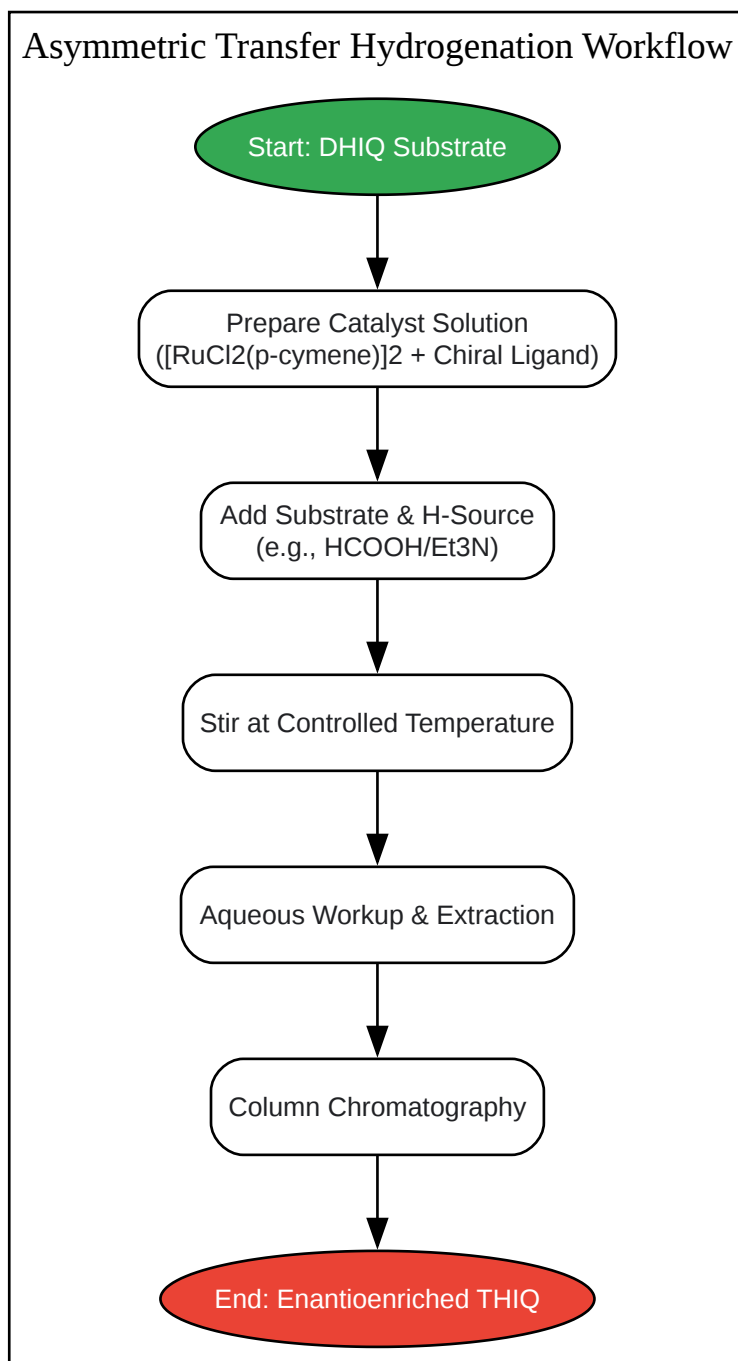 Asymmetric Transfer Hydrogenation Workflow
Start: DHIQ Substrate
Prepare Catalyst Solution
([RuCl2(p-cymene)]2 + Chiral Ligand)
Add Substrate & H-Source
(e.g., HCOOH/Et3N)
Stir at Controlled Temperature
Aqueous Workup & Extraction
Column Chromatography
End: Enantioenriched THIQ